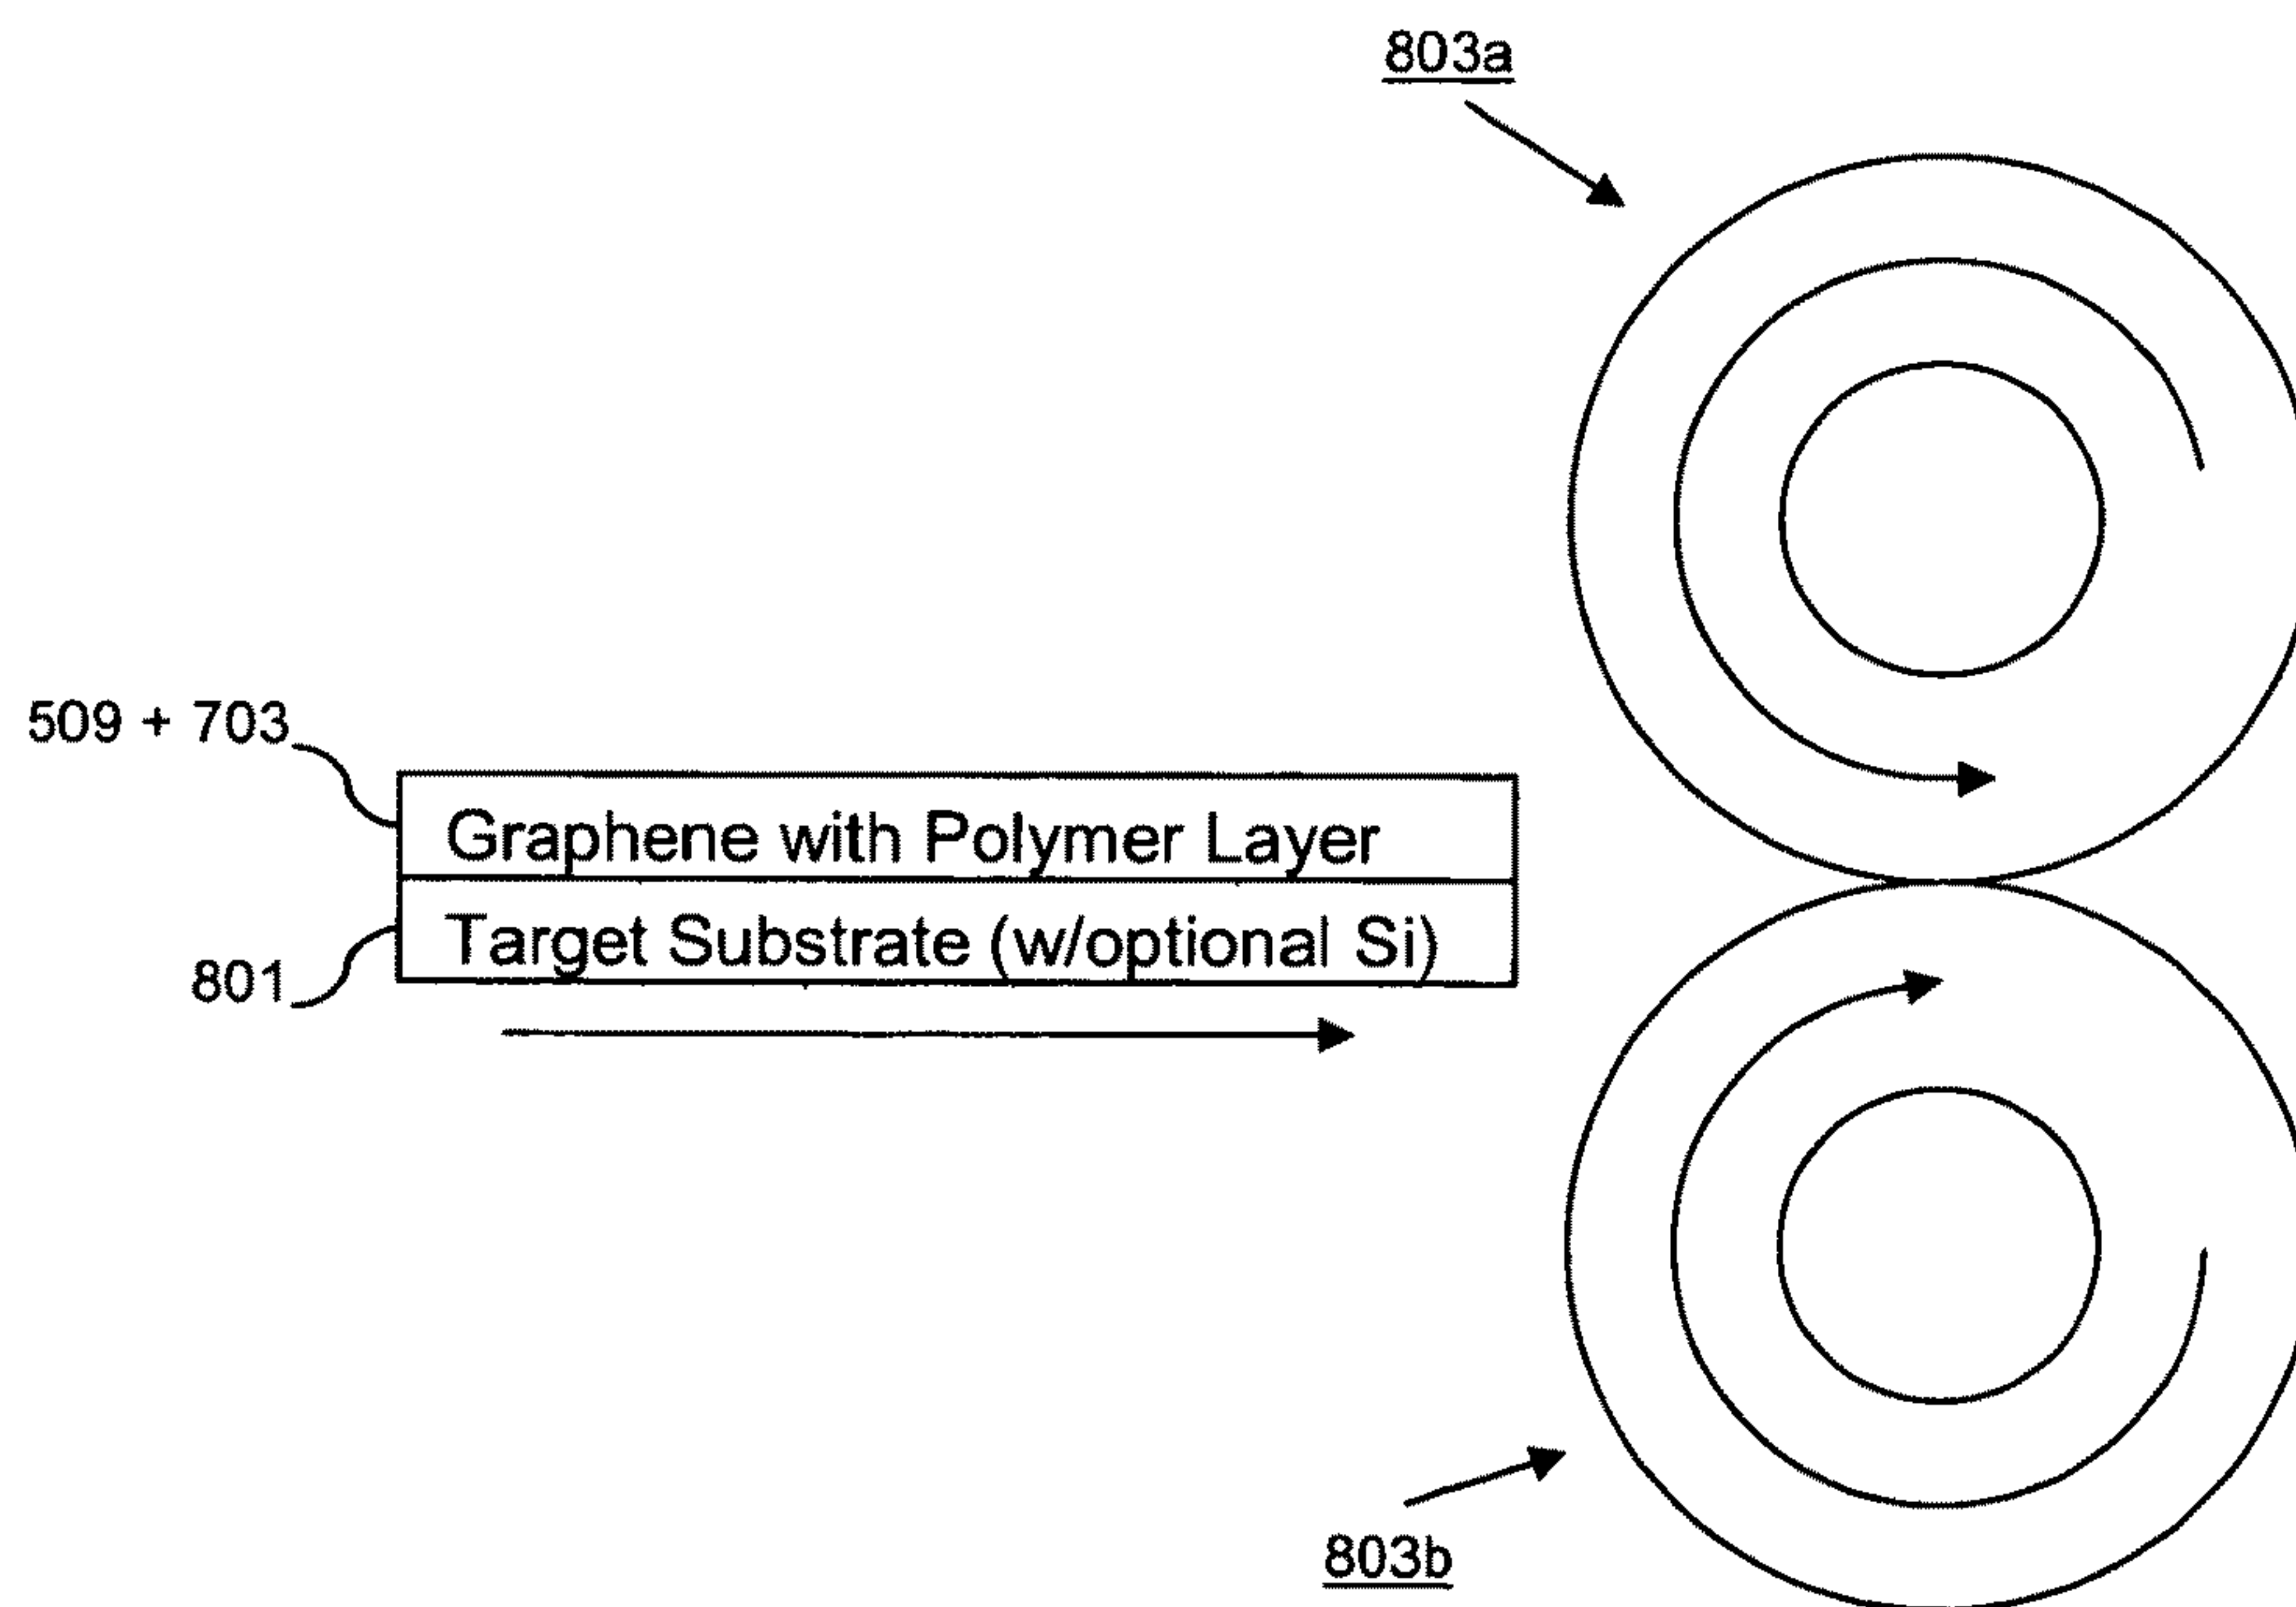 803a
509 + 703
Graphene with Polymer Layer
Target Substrate (w/optional Si)
801
803b